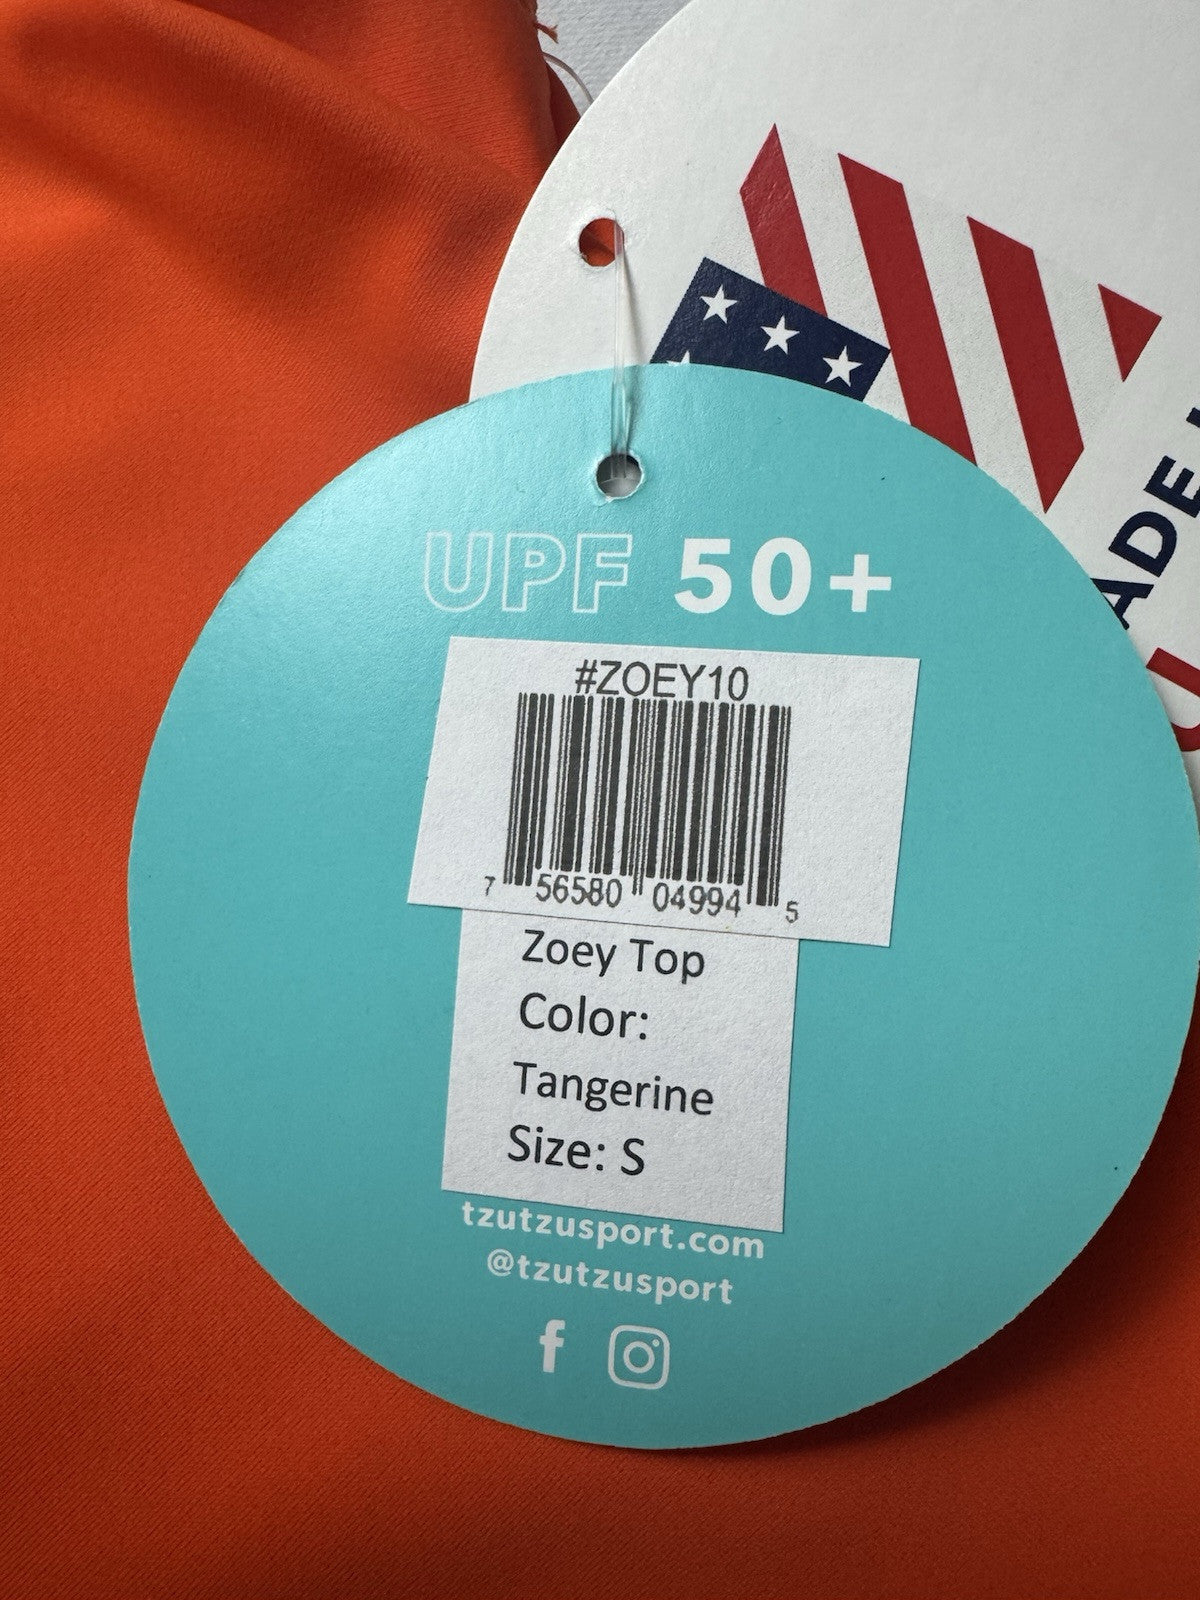 UPF 50+
#ZOEY10
7 56580 04994 5
Zoey Top
Color:
Tangerine
Size: S
tzutzusport.com
@tzutzusport